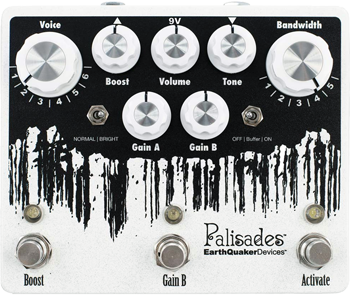 Voice
9V
Bandwidth
Boost
Volume
Tone
1 2 3 4 5 6
1 2 3 4 5
NORMAL | BRIGHT
Gain A
Gain B
OFF | Buffer | ON
Palisades
EarthQuakerDevices
Boost
Gain B
Activate